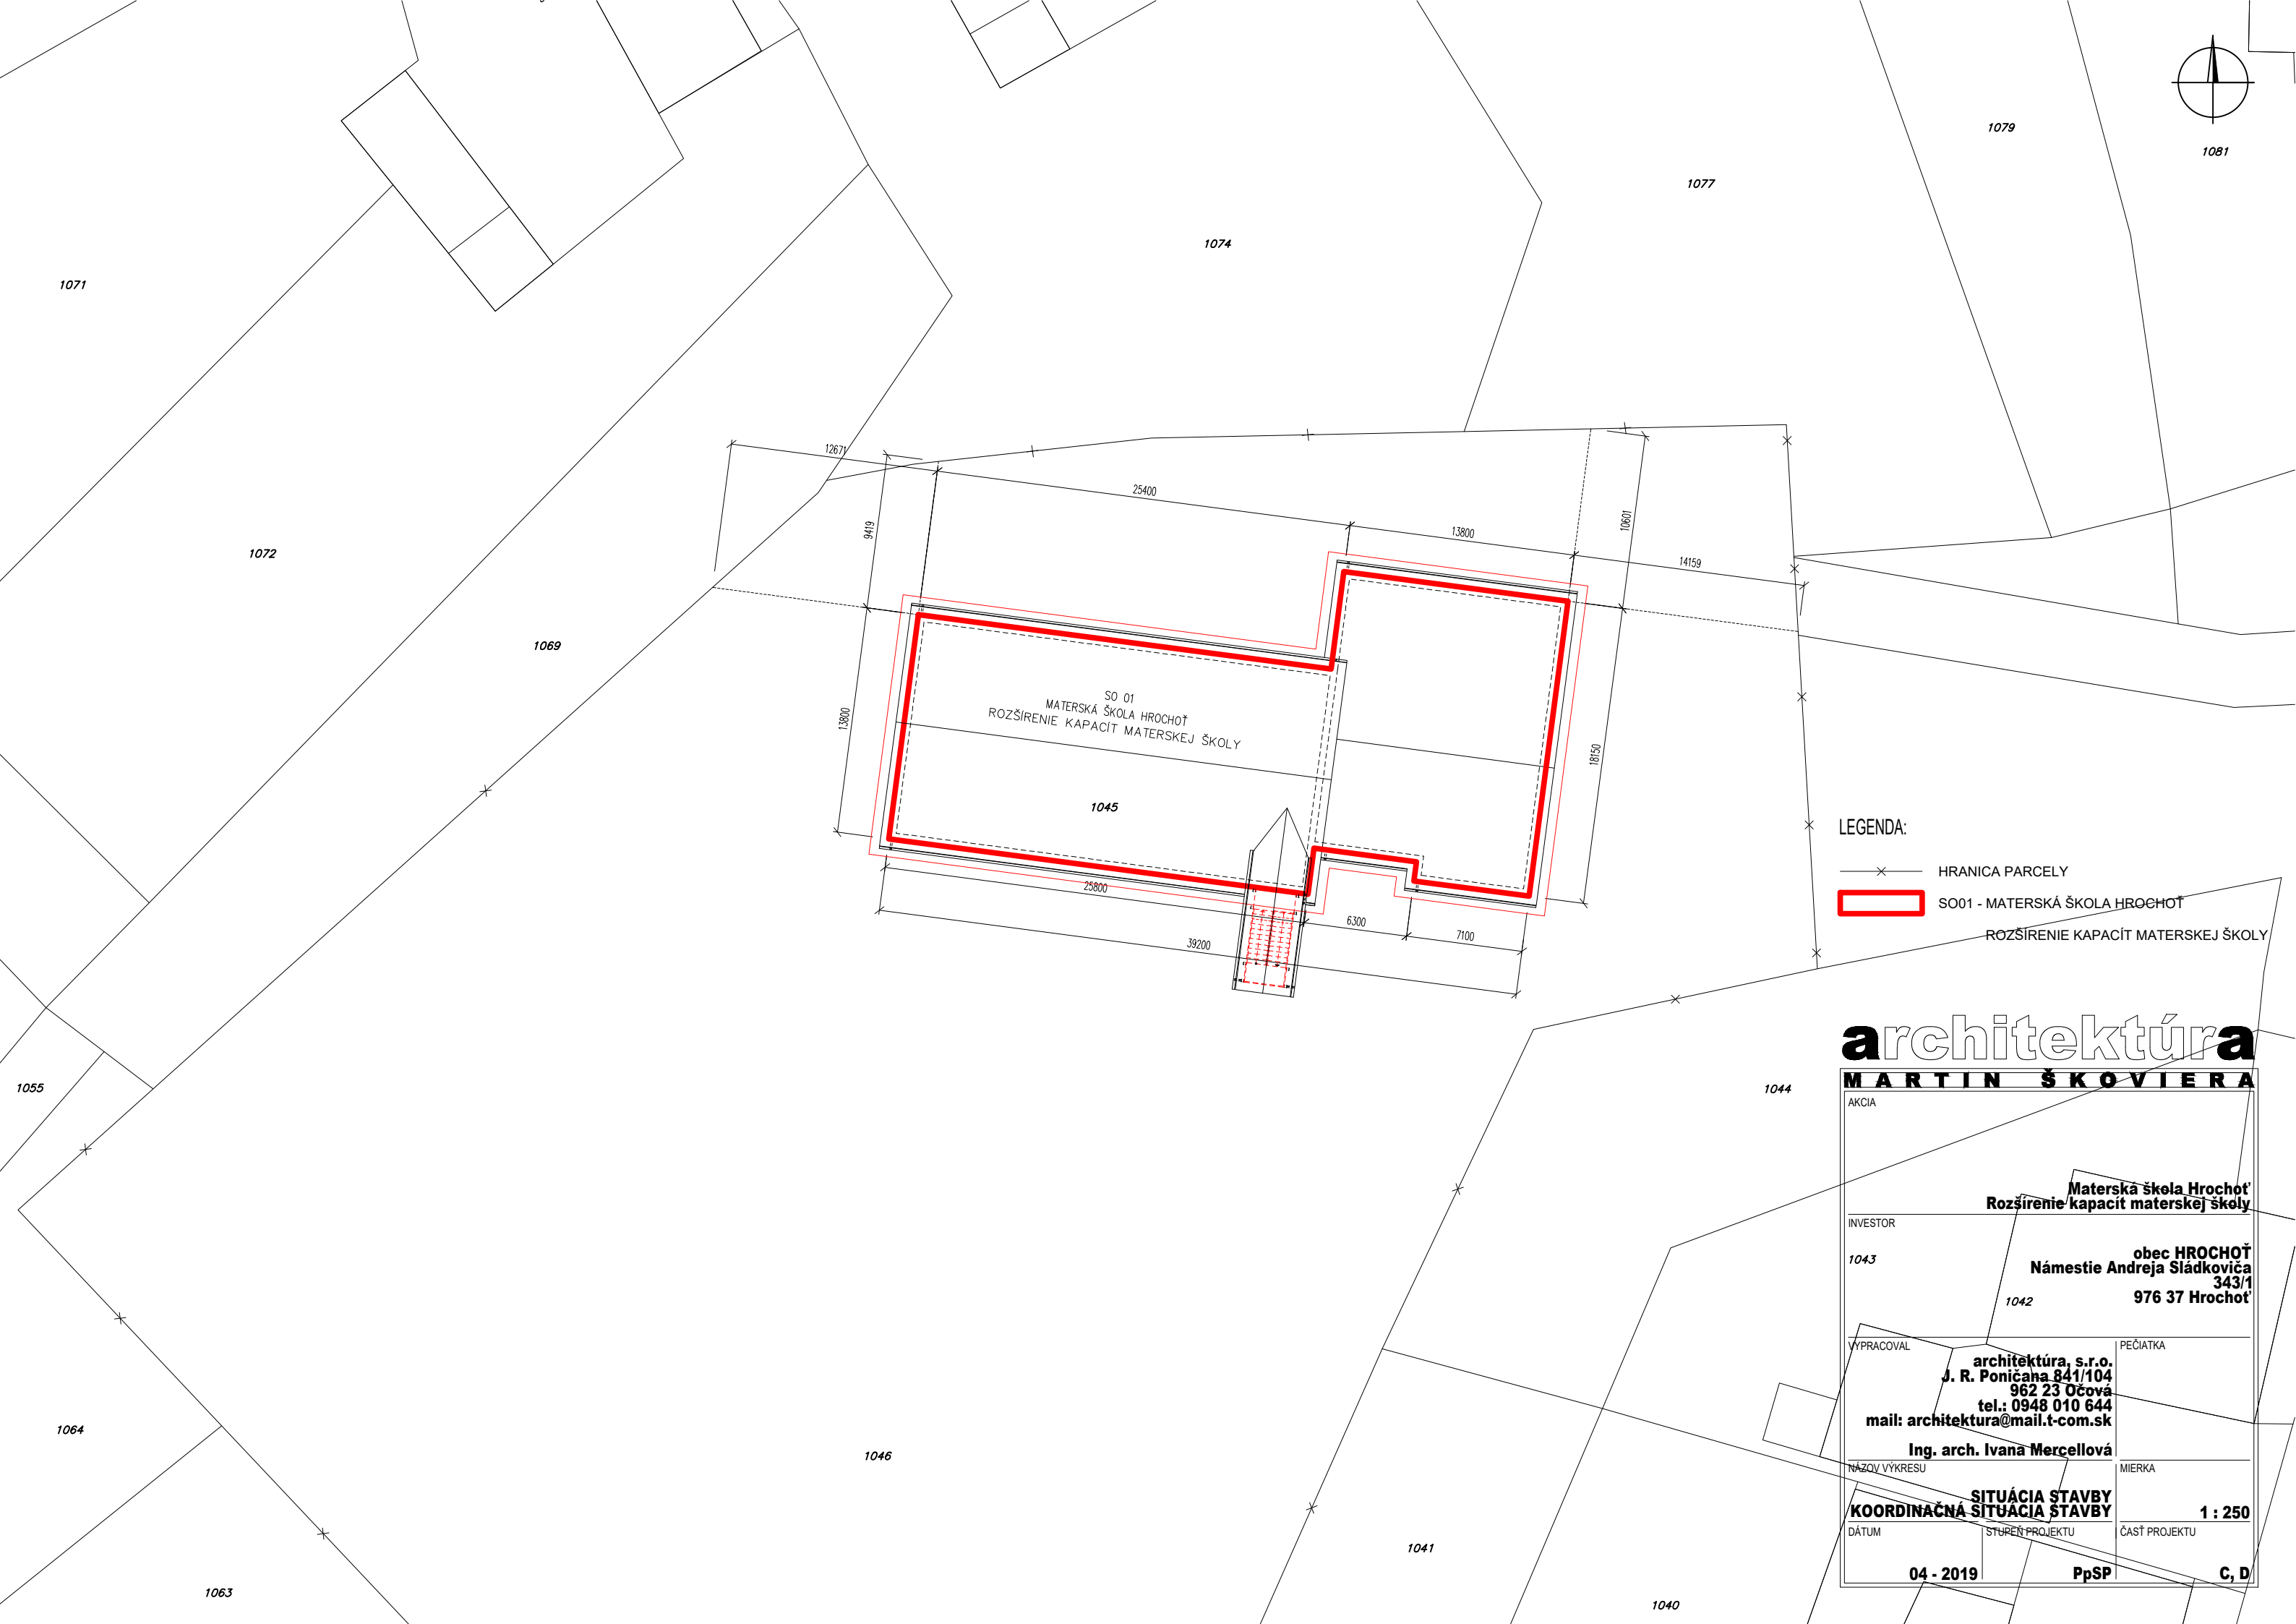 1079
1081
1077
1074
1071
12671
25400
9419
10601
13800
14159
1072
1069
SO 01
MATERSKÁ ŠKOLA HROCHOŤ
ROZŠÍRENIE KAPACÍT MATERSKEJ ŠKOLY
13800
18150
1045
25800
6300
7100
39200
LEGENDA:
HRANICA PARCELY
SO01 - MATERSKÁ ŠKOLA HROCHOŤ
ROZŠÍRENIE KAPACÍT MATERSKEJ ŠKOLY
1055
1044
architektúra
MARTIN ŠKOVIERA
AKCIA
Materská škola Hrochoť
Rozšírenie kapacít materskej školy
INVESTOR
1043
obec HROCHOŤ
Námestie Andreja Sládkoviča
343/1
976 37 Hrochoť
1042
VYPRACOVAL
PEČIATKA
architektúra, s.r.o.
J. R. Poničana 841/104
962 23 Očová
tel.: 0948 010 644
mail: architektura@mail.t-com.sk
Ing. arch. Ivana Mercellová
1064
1046
NÁZOV VÝKRESU
MIERKA
SITUÁCIA STAVBY
KOORDINAČNÁ SITUÁCIA STAVBY
1 : 250
DÁTUM
STUPEŇ PROJEKTU
ČASŤ PROJEKTU
04 - 2019
PpSP
C, D
1041
1063
1040